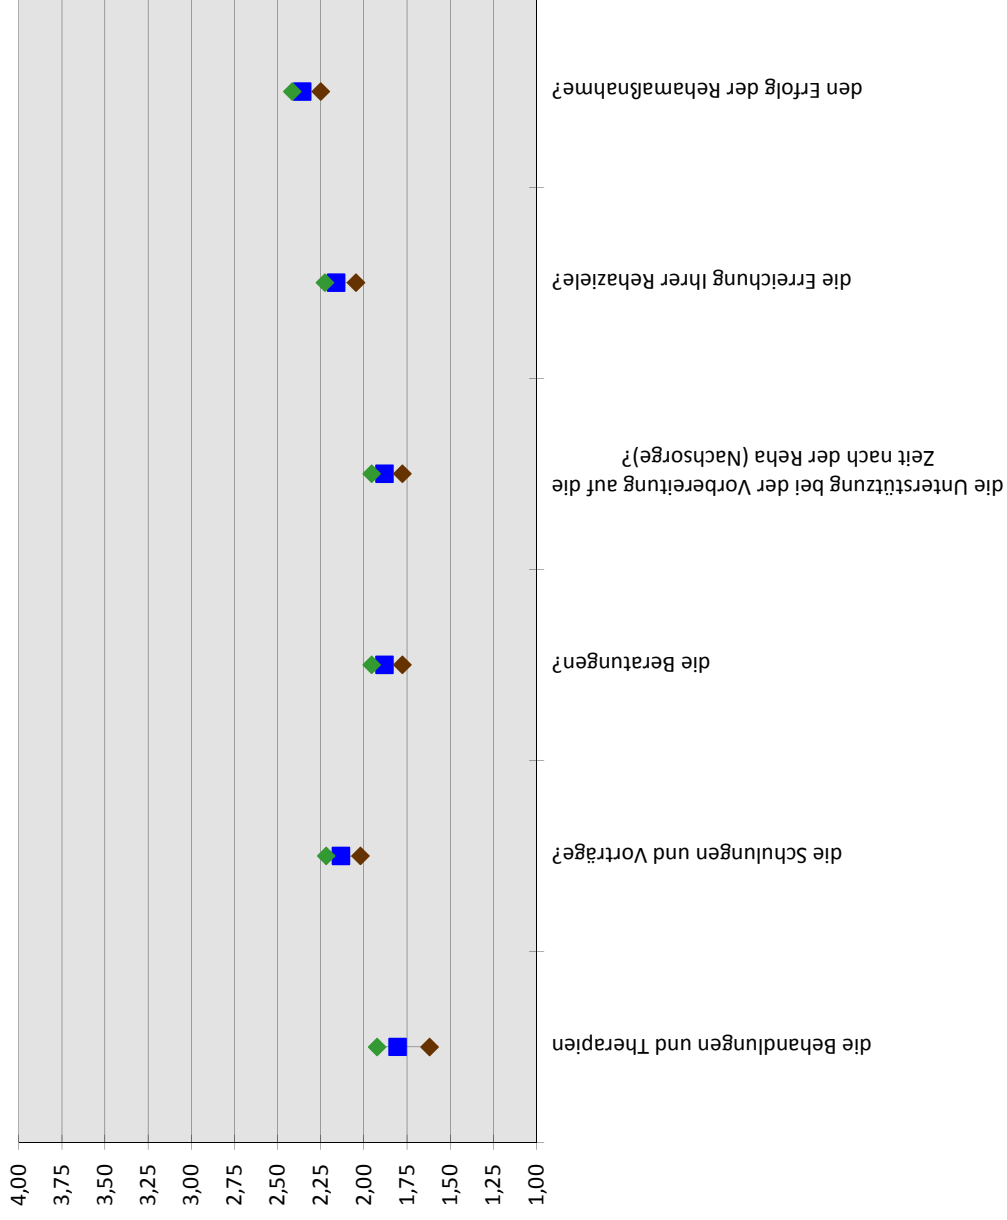 den Erfolg der Rehamaßnahme?
die Erreichung Ihrer Rehaziele?
die Unterstützung bei der Vorbereitung auf die
Zeit nach der Reha (Nachsorge)?
die Beratungen?
die Schulungen und Vorträge?
die Behandlungen und Therapien
4,00
3,75
3,50
3,25
3,00
2,75
2,50
2,25
2,00
1,75
1,50
1,25
1,00